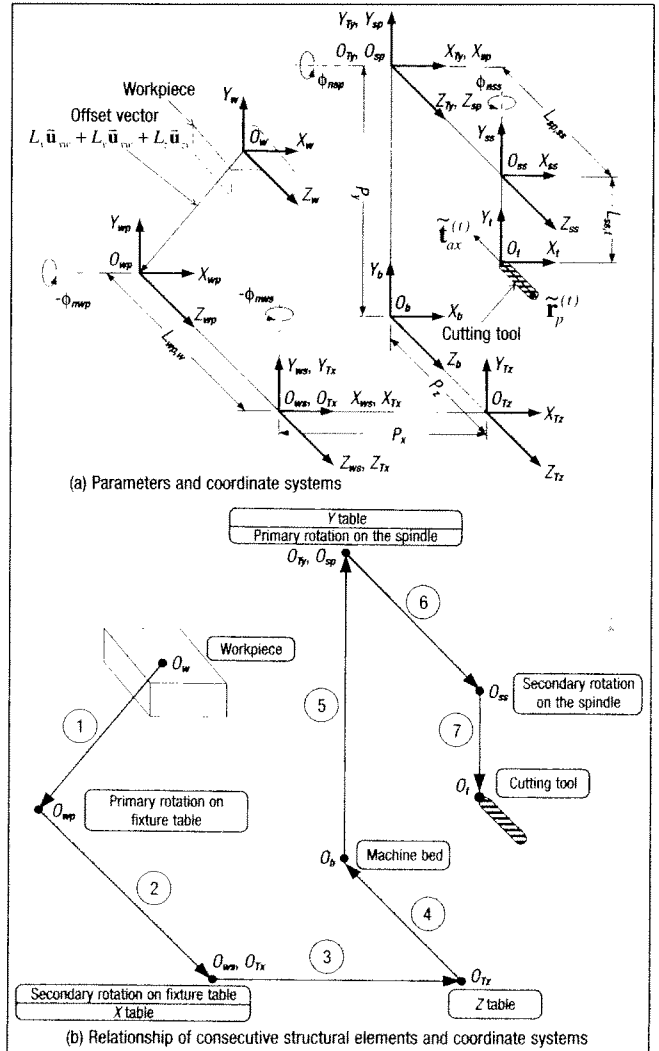 Y_Ty, Y_sp
O_Ty, O_sp
X_Ty, X_sp
ϕ_nsp
ϕ_nss
Z_Ty, Z_sp
L_sp,ss
Y_ss
O_ss
X_ss
Z_ss
L_ss,t
Workpiece
Offset vector
Y_w
O_w
X_w
Z_w
P_y
Y_t
O_t
X_t
t̃_ax^(t)
r̃_p^(t)
Cutting tool
Y_wp
O_wp
X_wp
Z_wp
-ϕ_nwp
-ϕ_nws
L_wp,w
Y_b
O_b
X_b
Z_b
P_z
Y_ws, Y_Tx
O_ws, O_Tx
X_ws, X_Tx
Z_ws, Z_Tx
P_x
Y_Tz
O_Tz
X_Tz
Z_Tz
(a) Parameters and coordinate systems
Y table
Primary rotation on the spindle
O_Ty, O_sp
6
Workpiece
O_w
1
5
O_ss
Secondary rotation
on the spindle
7
O_t
Cutting tool
O_wp
Primary rotation on
fixture table
2
O_b
Machine bed
4
O_ws, O_Tx
3
O_Tz
Secondary rotation on fixture table
X table
Z table
(b) Relationship of consecutive structural elements and coordinate systems